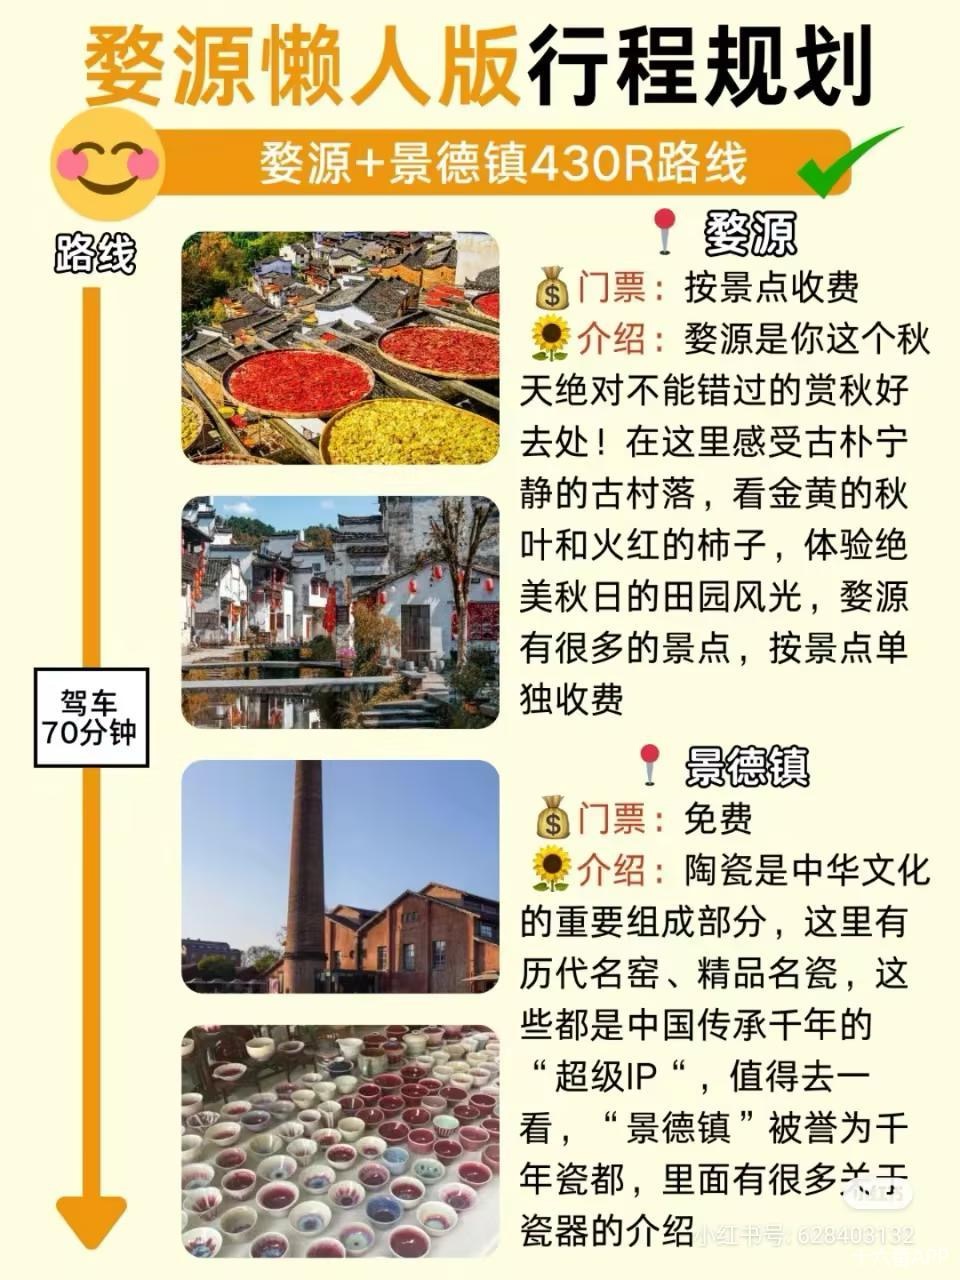 婺源懒人版行程规划
婺源+景德镇430R路线
路线
婺源
门票：按景点收费
介绍：婺源是你这个秋
天绝对不能错过的赏秋好
去处！在这里感受古朴宁
静的古村落，看金黄的秋
叶和火红的柿子，体验绝
美秋日的田园风光，婺源
有很多的景点，按景点单
独收费
驾车
70分钟
景德镇
门票：免费
介绍：陶瓷是中华文化
的重要组成部分，这里有
历代名窑、精品名瓷，这
些都是中国传承千年的
“超级IP“，值得去一
看，“景德镇”被誉为千
年瓷都，里面有很多关于
瓷器的介绍
小红书
小红书号: 628403132